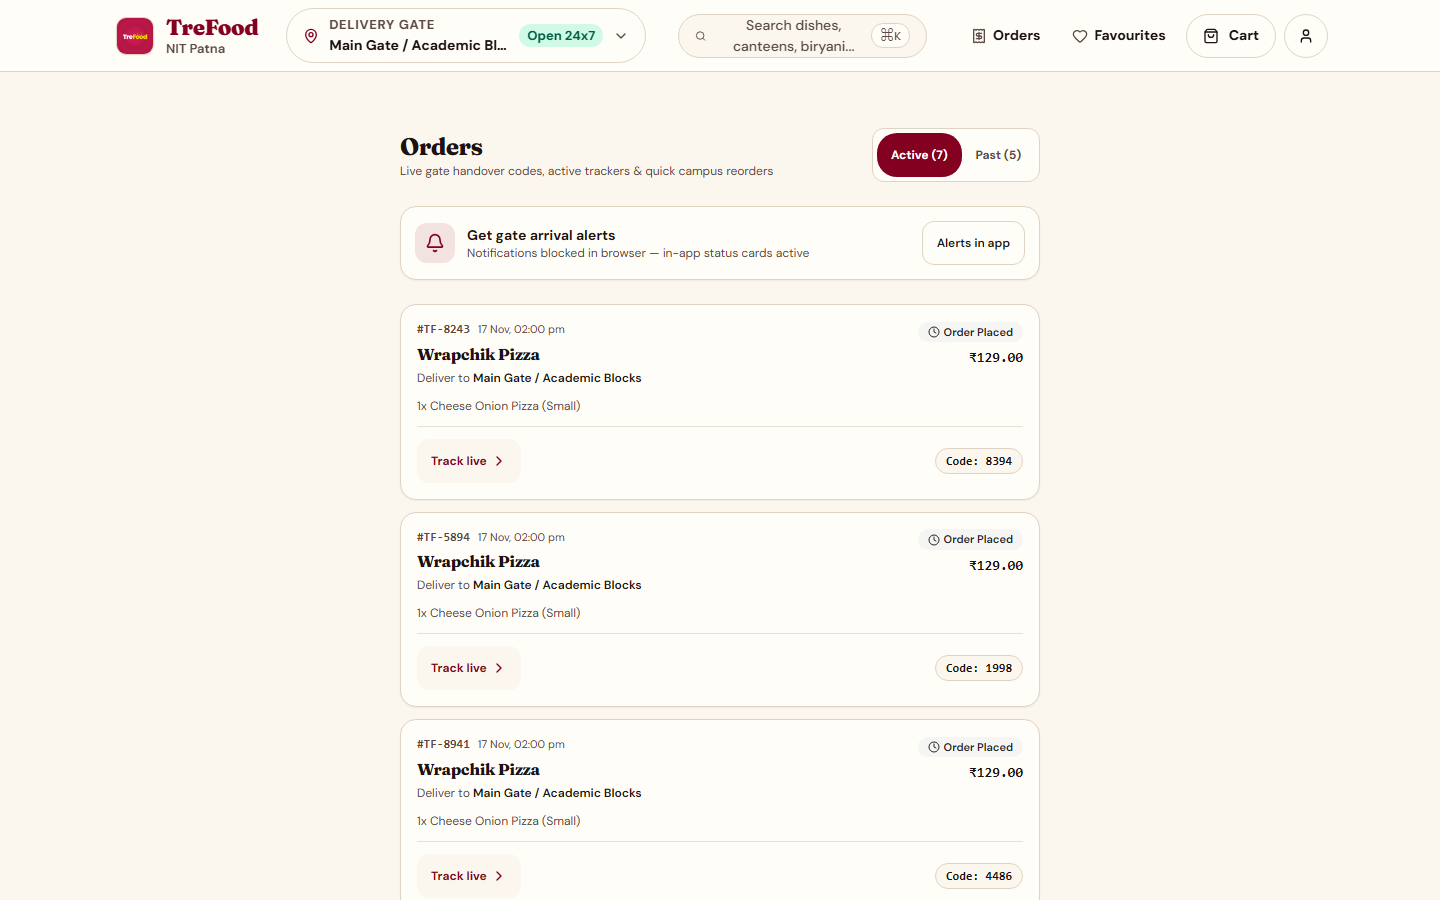 TreFood
TreFood
NIT Patna
DELIVERY GATE
Main Gate / Academic Bl...
Open 24x7
Search dishes,
canteens, biryani...
⌘K
Orders
Favourites
Cart
Orders
Live gate handover codes, active trackers & quick campus reorders
Active (7)
Past (5)
Get gate arrival alerts
Notifications blocked in browser — in-app status cards active
Alerts in app
#TF-8243 17 Nov, 02:00 pm
Order Placed
Wrapchik Pizza
₹129.00
Deliver to Main Gate / Academic Blocks
1x Cheese Onion Pizza (Small)
Track live
Code: 8394
#TF-5894 17 Nov, 02:00 pm
Order Placed
Wrapchik Pizza
₹129.00
Deliver to Main Gate / Academic Blocks
1x Cheese Onion Pizza (Small)
Track live
Code: 1998
#TF-8941 17 Nov, 02:00 pm
Order Placed
Wrapchik Pizza
₹129.00
Deliver to Main Gate / Academic Blocks
1x Cheese Onion Pizza (Small)
Track live
Code: 4486